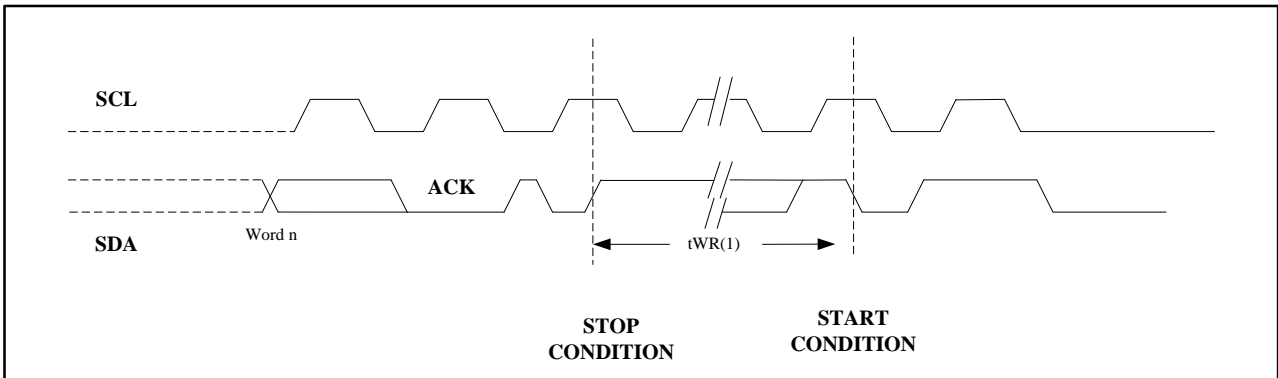 SCL
ACK
Word n
SDA
tWR(1)
STOP
CONDITION
START
CONDITION